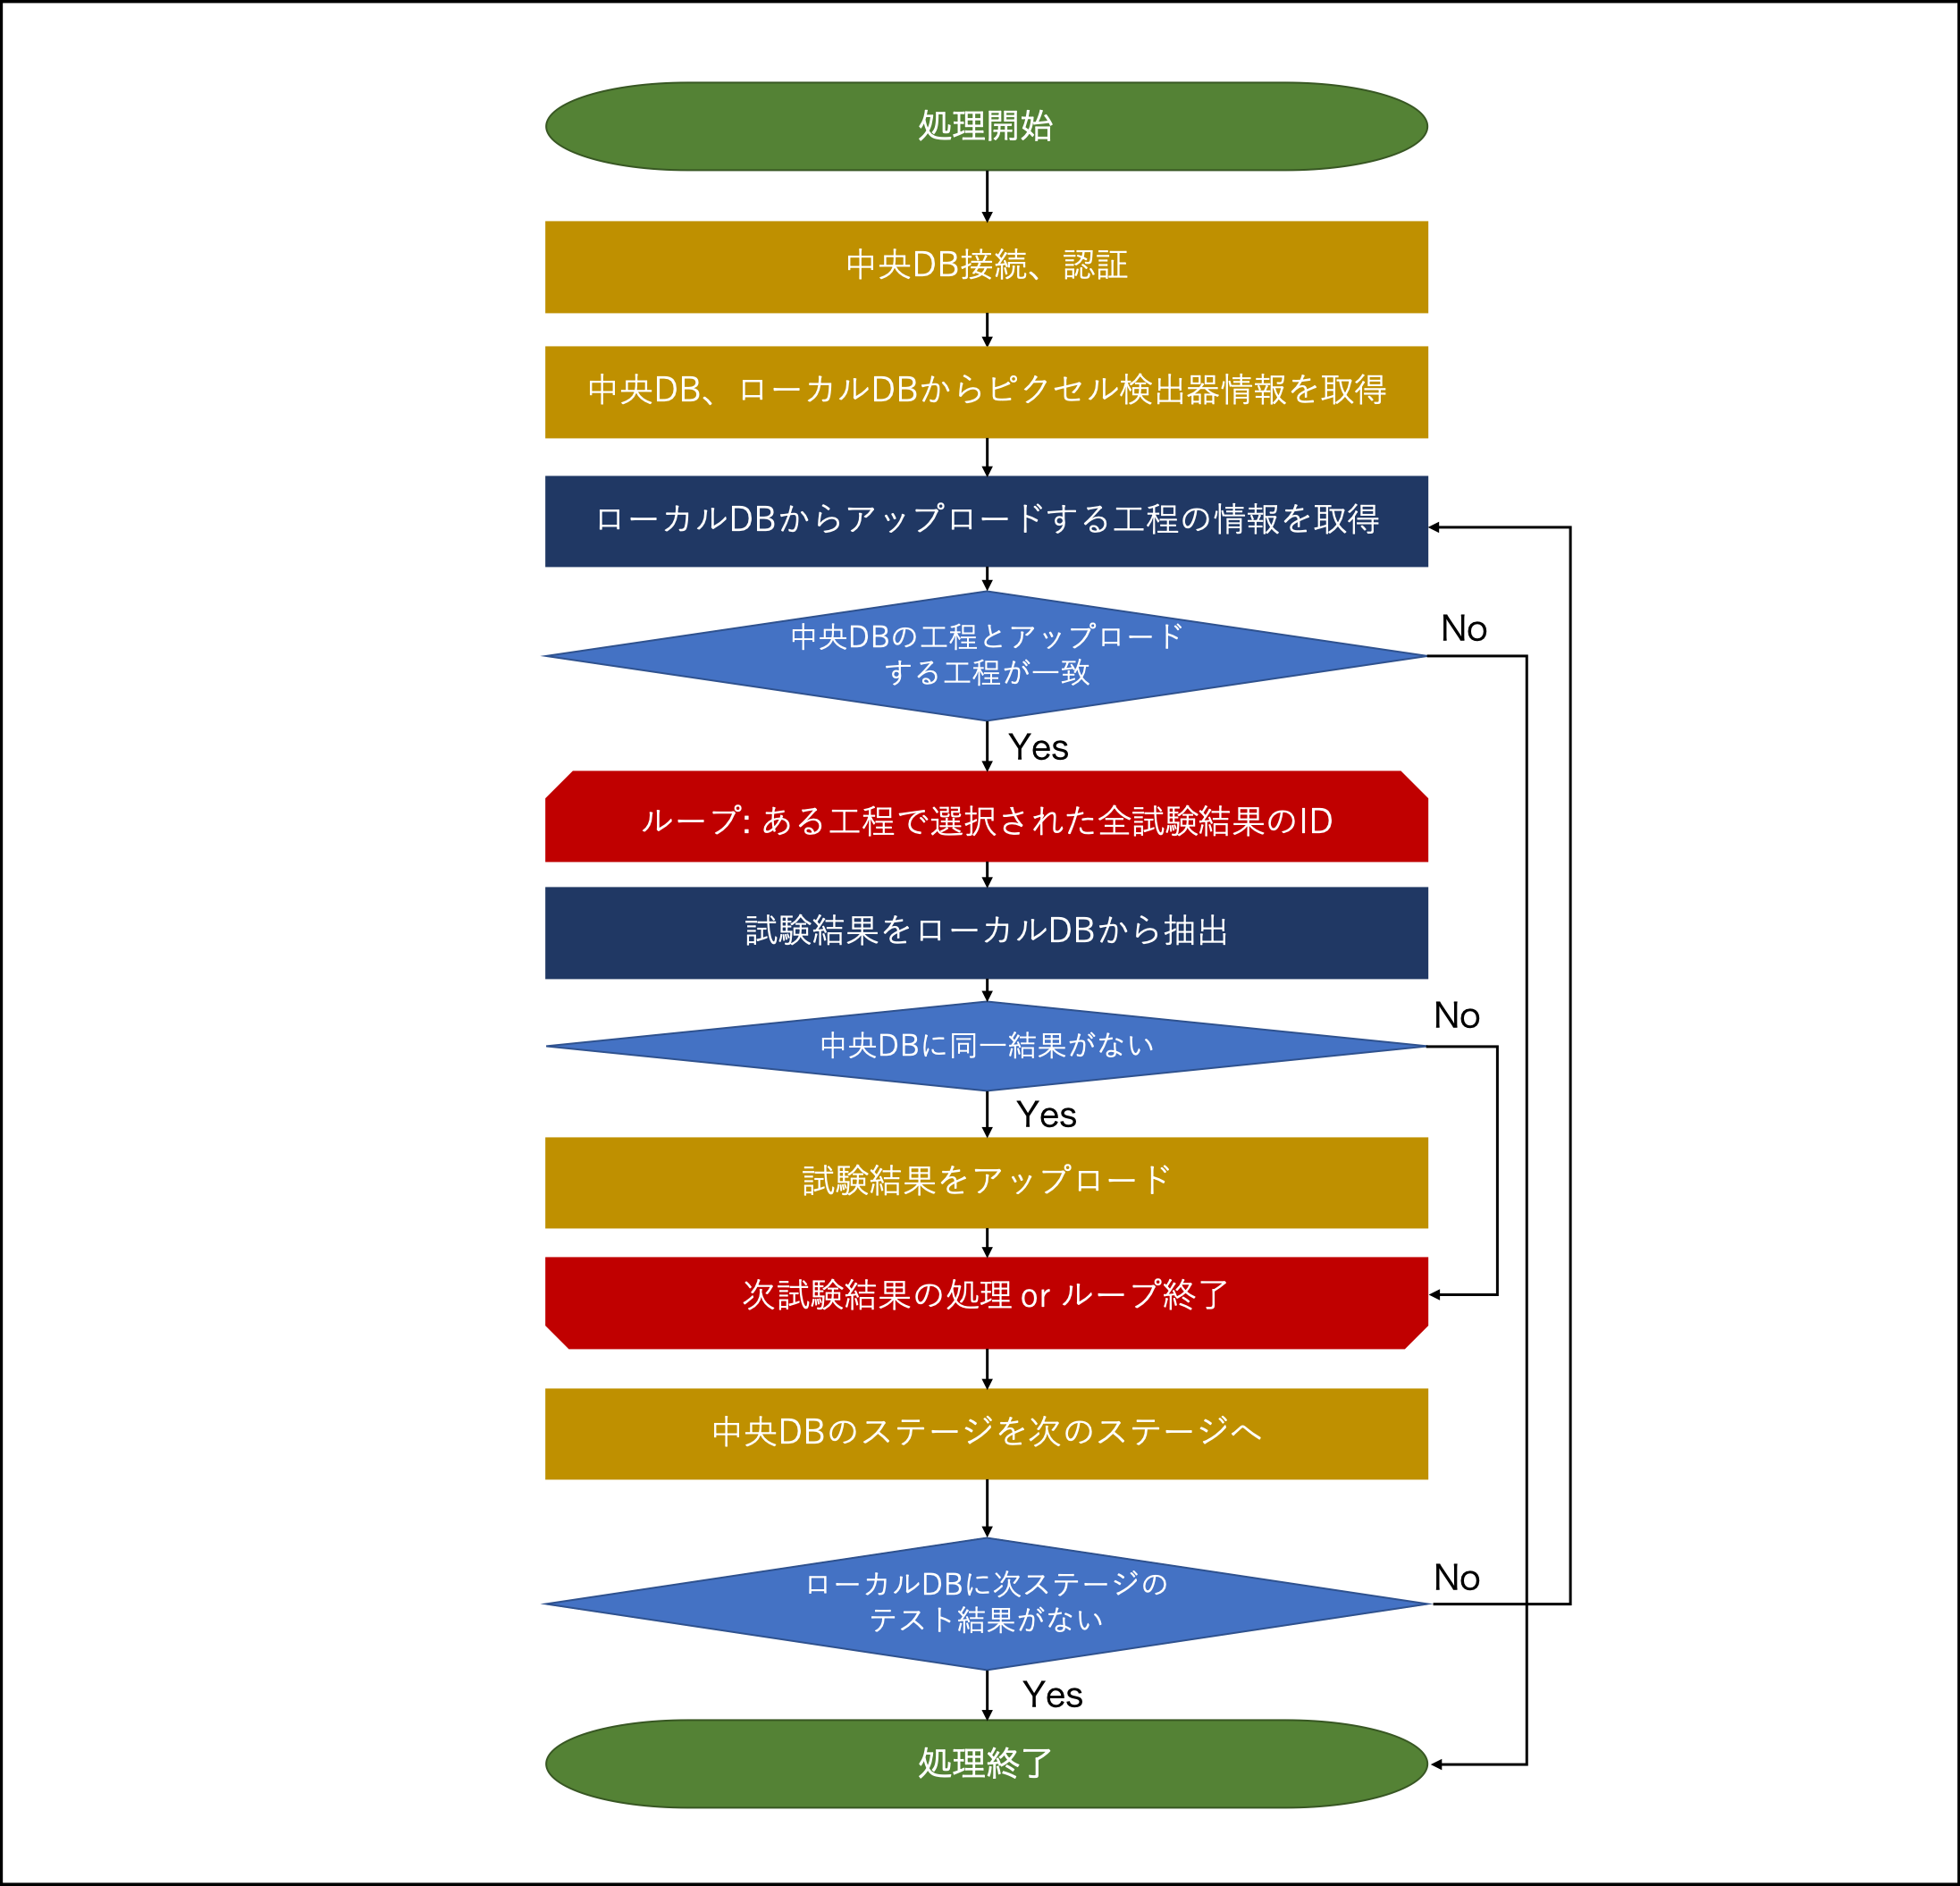 処理開始
中央DB接続、認証
中央DB、ローカルDBからピクセル検出器情報を取得
ローカルDBからアップロードする工程の情報を取得
中央DBの工程とアップロード
する工程が一致
No
Yes
ループ: ある工程で選択された全試験結果のID
試験結果をローカルDBから抽出
中央DBに同一結果がない
No
Yes
試験結果をアップロード
次試験結果の処理 or ループ終了
中央DBのステージを次のステージへ
ローカルDBに次ステージの
テスト結果がない
No
Yes
処理終了